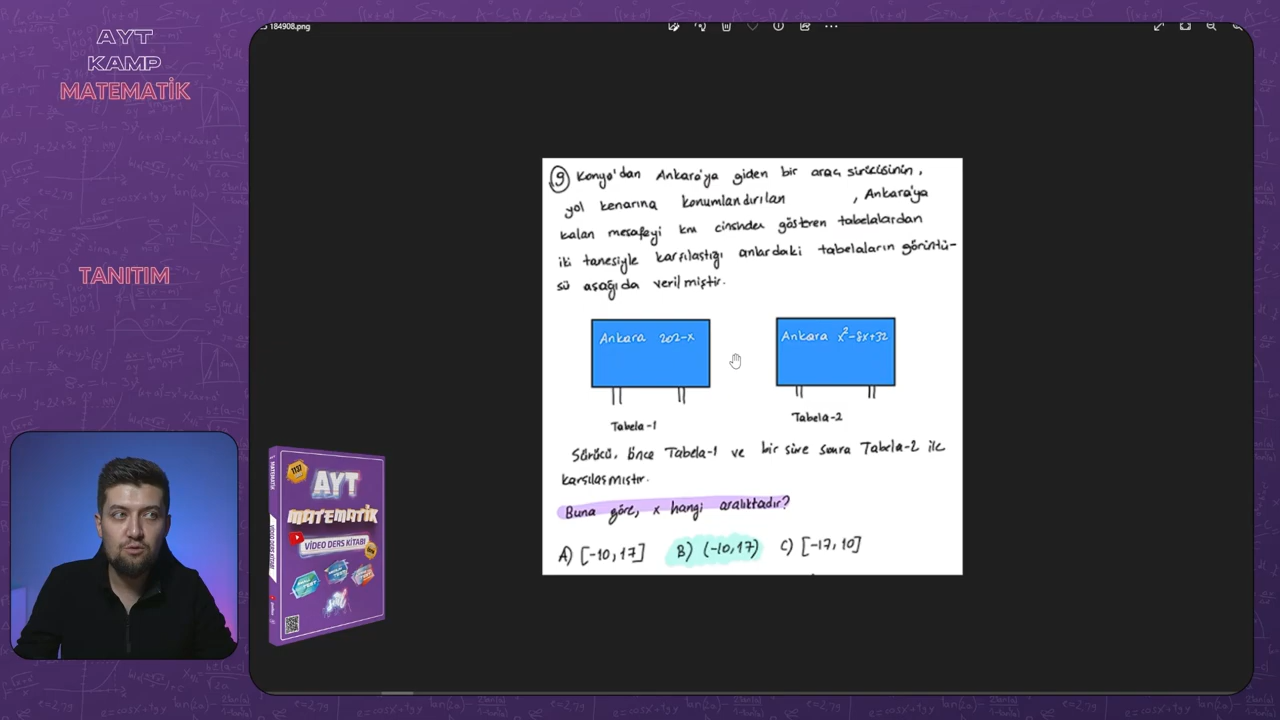 AYT
KAMP
MATEMATİK
TANITIM
184908.png
9 Konya'dan Ankara'ya giden bir araç sürücüsünün,
yol kenarına konumlandırılan , Ankara'ya
kalan mesafeyi km cinsinden gösteren tabelalardan
iki tanesiyle karşılaştığı anlardaki tabelaların görüntü-
sü aşağıda verilmiştir.
Ankara 202-x
Ankara x²-8x+32
Tabela-1
Tabela-2
Sürücü, önce Tabela-1 ve bir süre sonra Tabela-2 ile
karşılaşmıştır.
Buna göre, x hangi aralıktadır?
A) [-10, 17] B) (-10, 17) C) [-17, 10]
1137
AYT
MATEMATİK
VİDEO DERS KİTABI